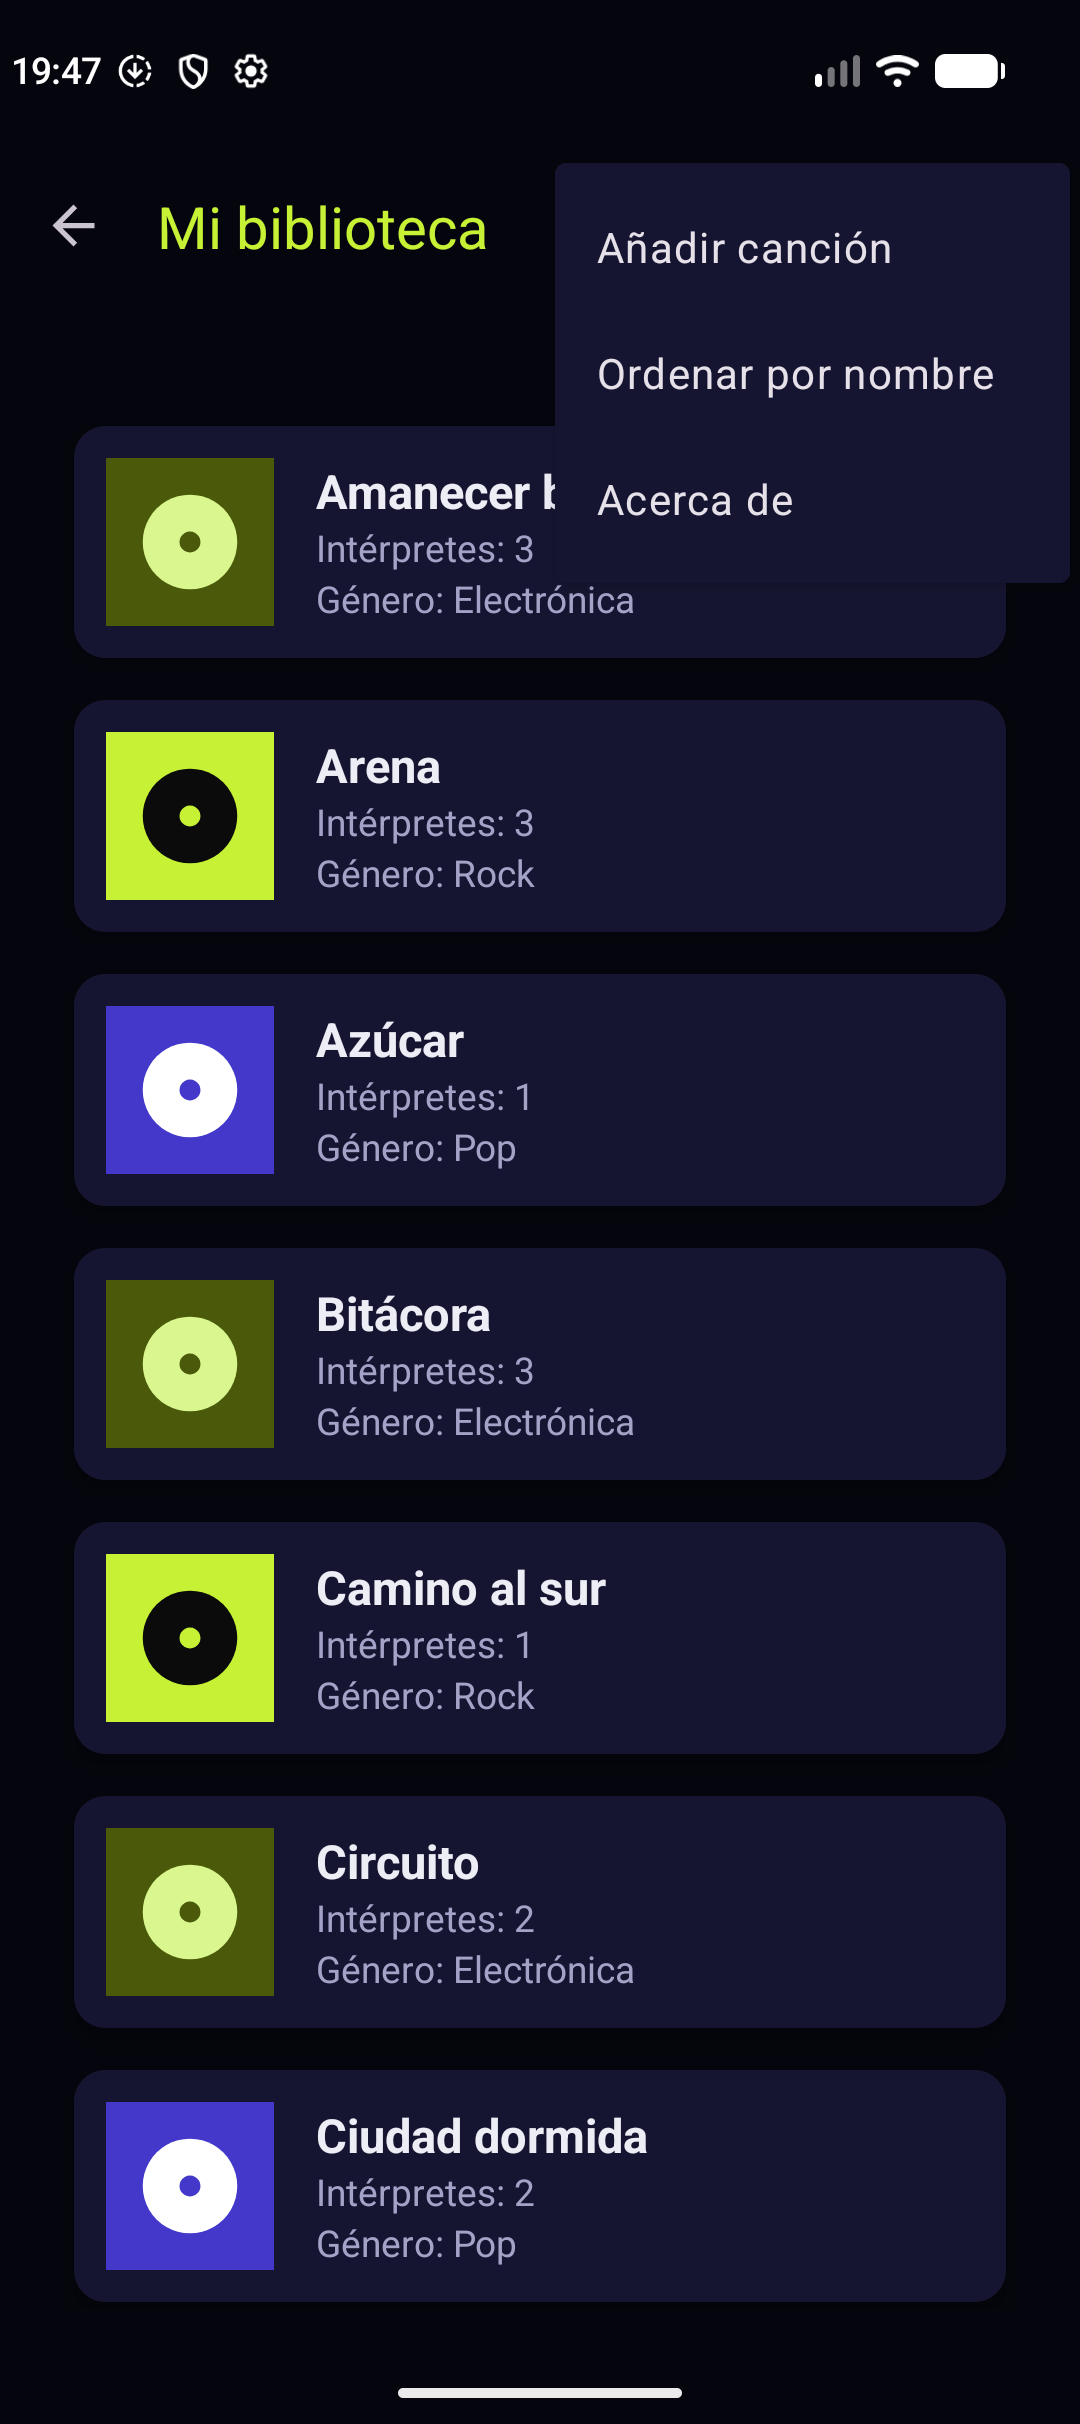 19:47
Mi biblioteca
Añadir canción
Ordenar por nombre
Acerca de
Amanecer
Intérpretes: 3
Género: Electrónica
Arena
Intérpretes: 3
Género: Rock
Azúcar
Intérpretes: 1
Género: Pop
Bitácora
Intérpretes: 3
Género: Electrónica
Camino al sur
Intérpretes: 1
Género: Rock
Circuito
Intérpretes: 2
Género: Electrónica
Ciudad dormida
Intérpretes: 2
Género: Pop